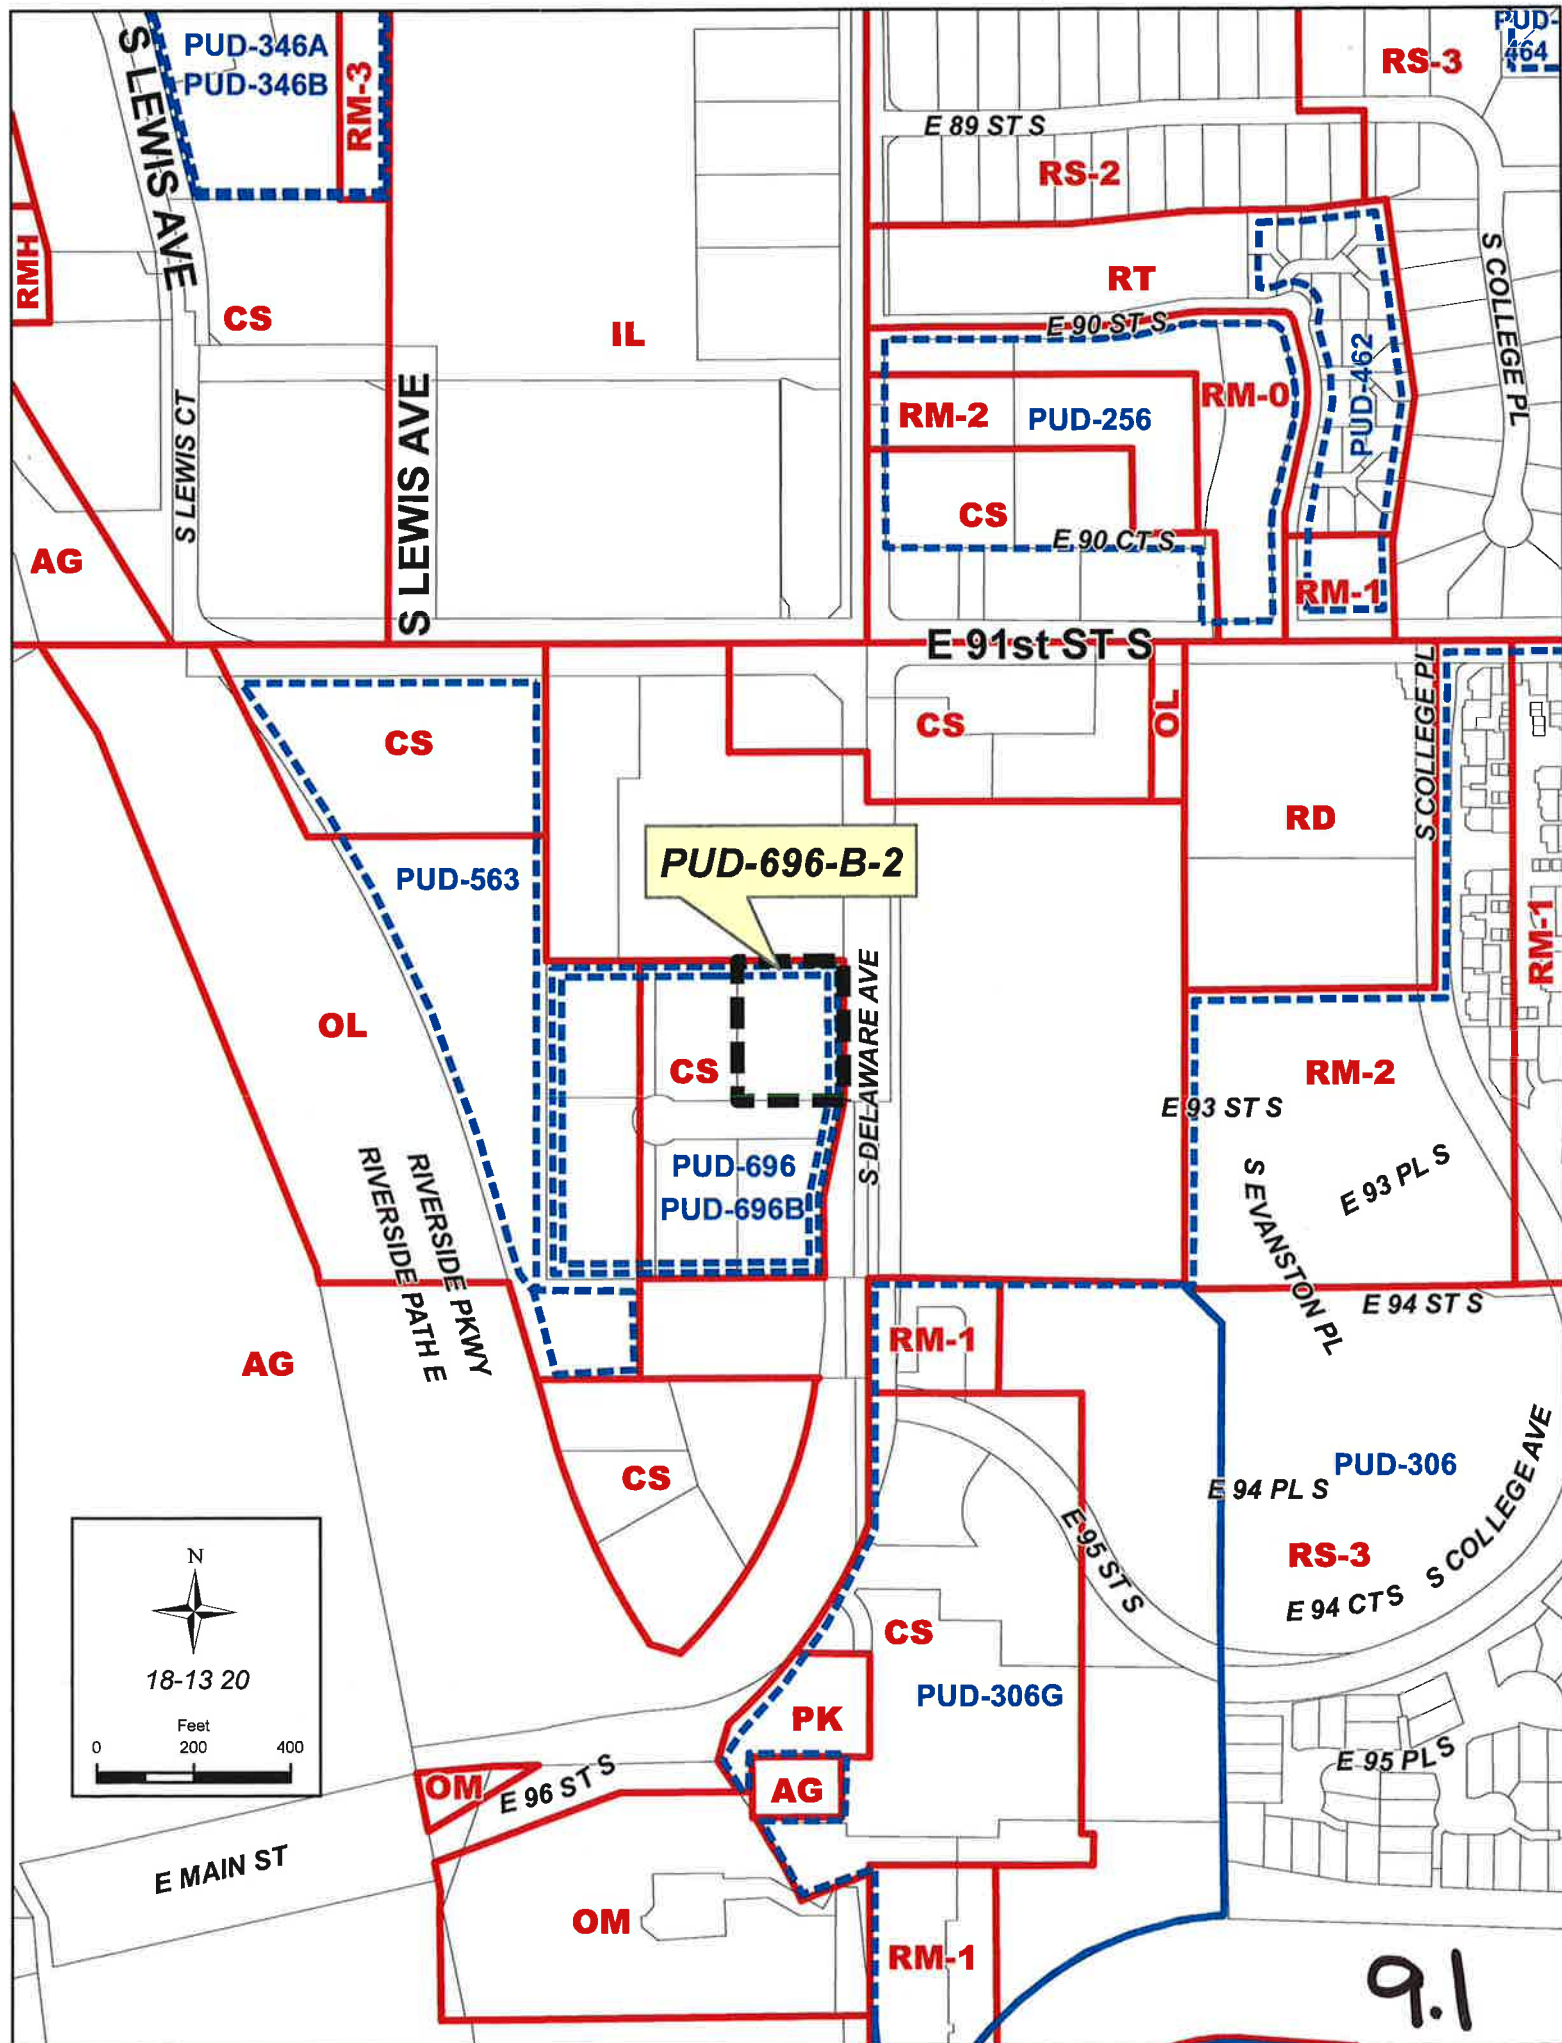 PUD-346A
PUD-346B
RM-3
S LEWIS AVE
RS-3
PUD-
464
E 89 ST S
RS-2
RMH
CS
IL
RT
S COLLEGE PL
E 90 ST S
S LEWIS CT
S LEWIS AVE
RM-2
PUD-256
RM-0
PUD-462
CS
E 90 CT S
AG
RM-1
E 91st ST S
CS
CS
OL
S COLLEGE PL
RD
PUD-563
PUD-696-B-2
RM-1
OL
CS
S DELAWARE AVE
RM-2
E 93 ST S
PUD-696
PUD-696B
RIVERSIDE PKWY
RIVERSIDE PATH E
S EVANSTON PL
E 93 PL S
E 94 ST S
AG
RM-1
CS
PUD-306
E 94 PL S
S COLLEGE AVE
E 95 ST S
RS-3
E 94 CT S
N
18-13 20
Feet
0 200 400
CS
PUD-306G
PK
E 95 PL S
OM
E 96 ST S
AG
E MAIN ST
OM
RM-1
9.1